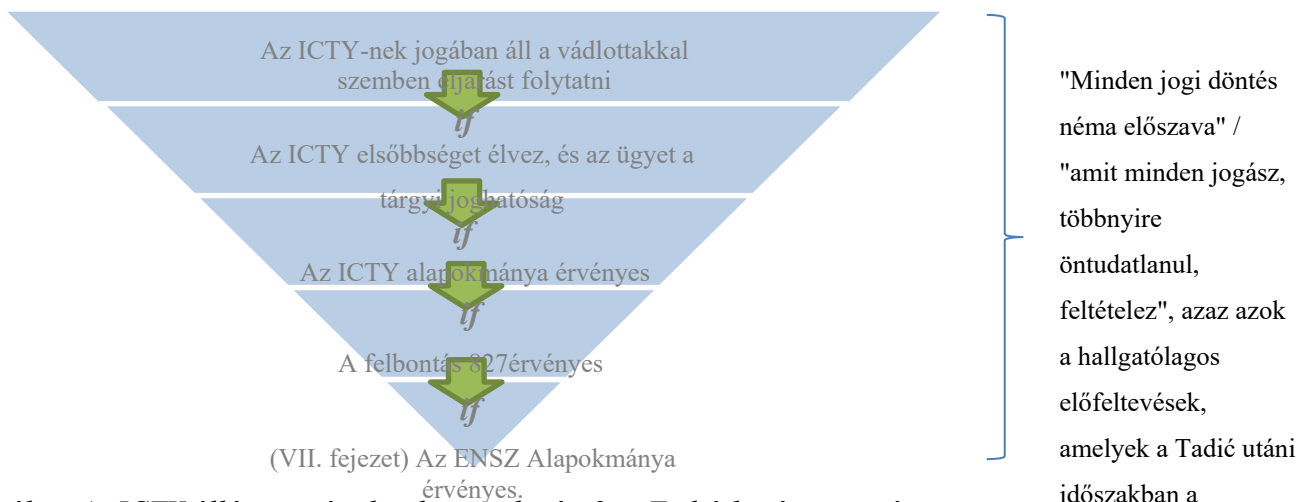 Az ICTY-nek jogában áll a vádlottakkal
szemben eljárást folytatni
if
Az ICTY elsőbbséget élvez, és az ügyet a
tárgyi joghatóság
if
Az ICTY alapokmánya érvényes
if
A felbontás 827érvényes
if
(VII. fejezet) Az ENSZ Alapokmánya
érvényes.
"Minden jogi döntés
néma előszava" /
"amit minden jogász,
többnyire
öntudatlanul,
feltételez", azaz azok
a hallgatólagos
előfeltevések,
amelyek a Tadić utáni
időszakban a